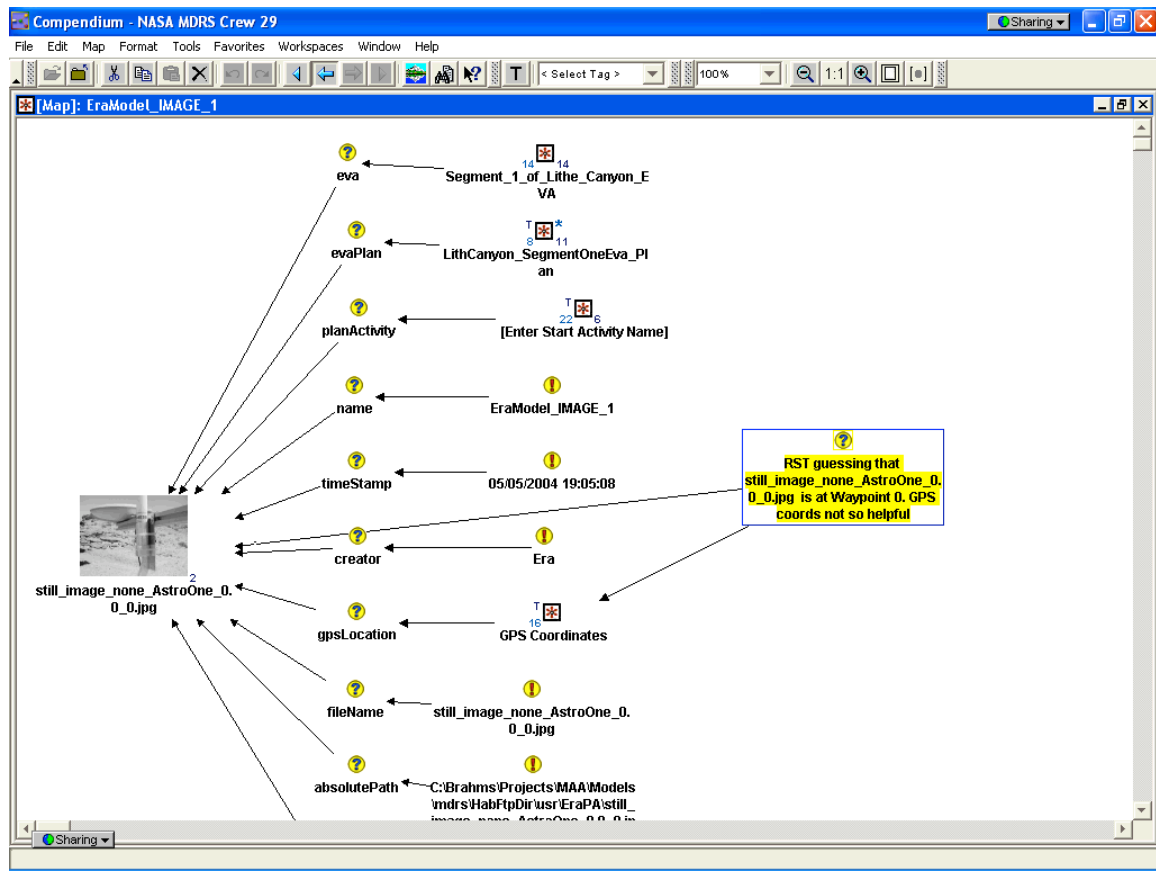 Compendium - NASA MDRS Crew 29
Sharing
File Edit Map Format Tools Favorites Workspaces Window Help
T < Select Tag > 100% 1:1
[Map]: EraModel_IMAGE_1
eva
14 14
Segment_1_of_Lithe_Canyon_E
VA
evaPlan
T *
8 11
LithCanyon_SegmentOneEva_Pl
an
planActivity
T
22 6
[Enter Start Activity Name]
name
EraModel_IMAGE_1
timeStamp
05/05/2004 19:05:08
RST guessing that
still_image_none_AstroOne_0.
0_0.jpg is at Waypoint 0. GPS
coords not so helpful
creator
Era
2
still_image_none_AstroOne_0.
0_0.jpg
gpsLocation
T
16
GPS Coordinates
fileName
still_image_none_AstroOne_0.
0_0.jpg
absolutePath
C:\Brahms\Projects\MAA\Models
\mdrs\HabFtpDir\usr\EraPA\still_
Sharing